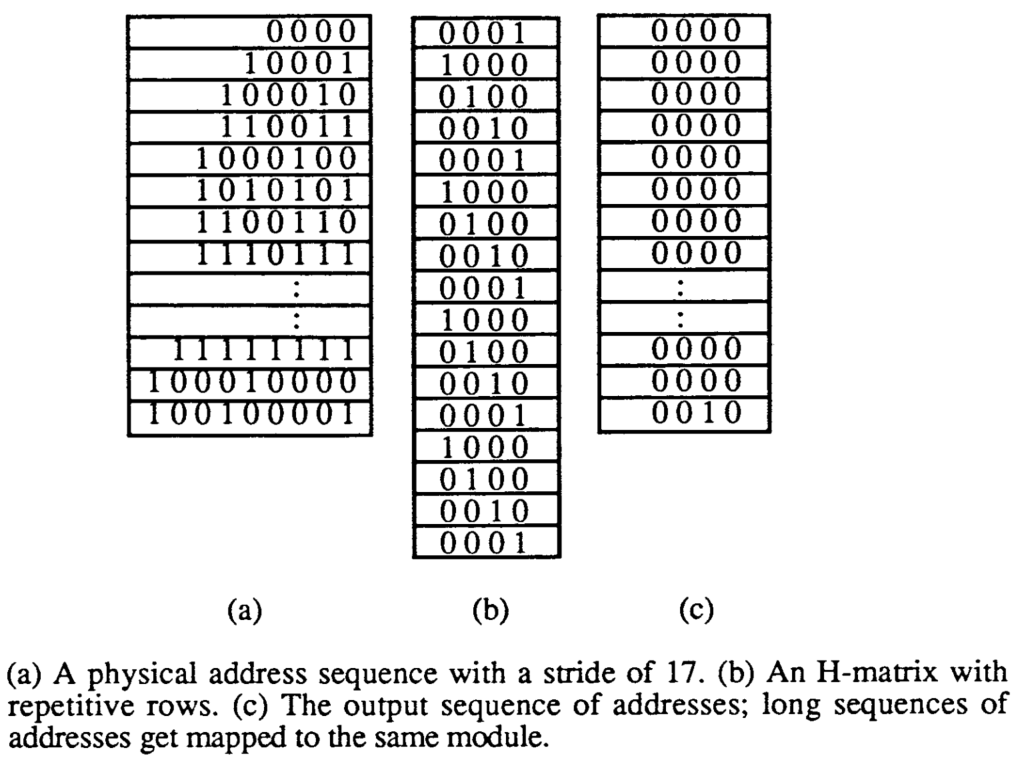 0000 0001 0000
10001 1000 0000
100010 0100 0000
110011 0010 0000
1000100 0001 0000
1010101 1000 0000
1100110 0100 0000
1110111 0010 0000
: 0001 :
: 1000 :
11111111 0100 0000
100010000 0010 0000
100100001 0001 0010
1000
0100
0010
0001
(a) (b) (c)
(a) A physical address sequence with a stride of 17. (b) An H-matrix with
repetitive rows. (c) The output sequence of addresses; long sequences of
addresses get mapped to the same module.